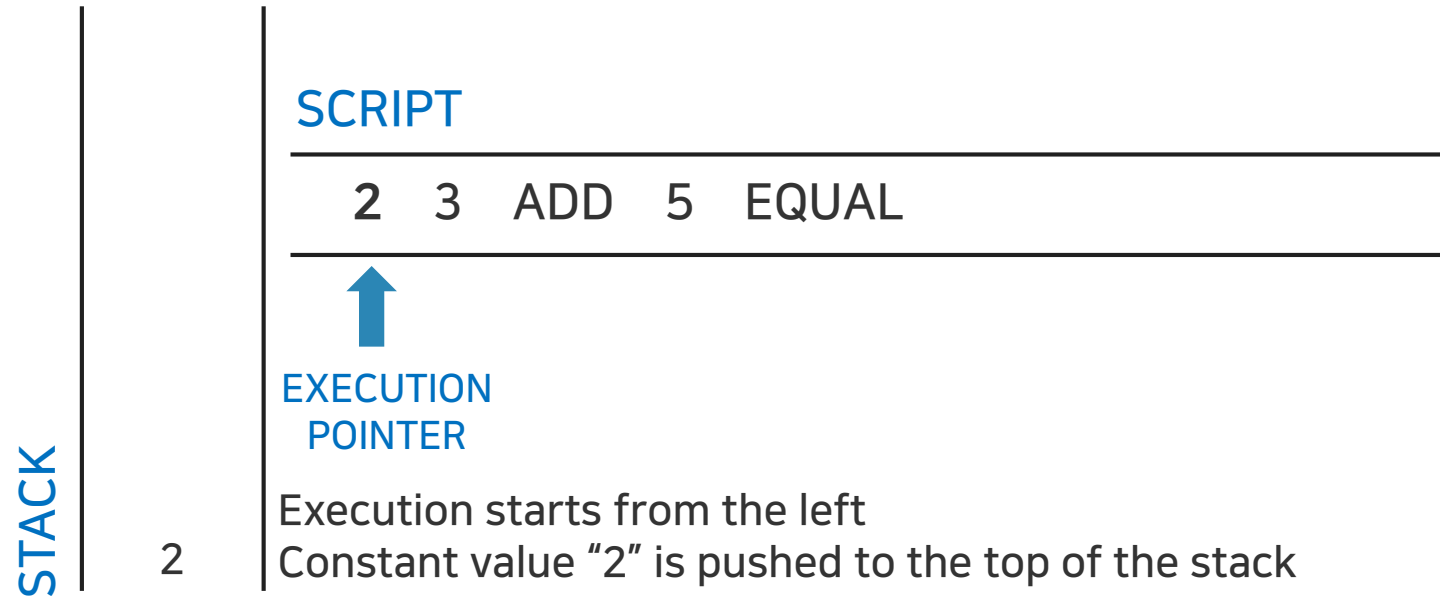 SCRIPT
2 3 ADD 5 EQUAL
EXECUTION
POINTER
STACK
2
Execution starts from the left
Constant value “2” is pushed to the top of the stack